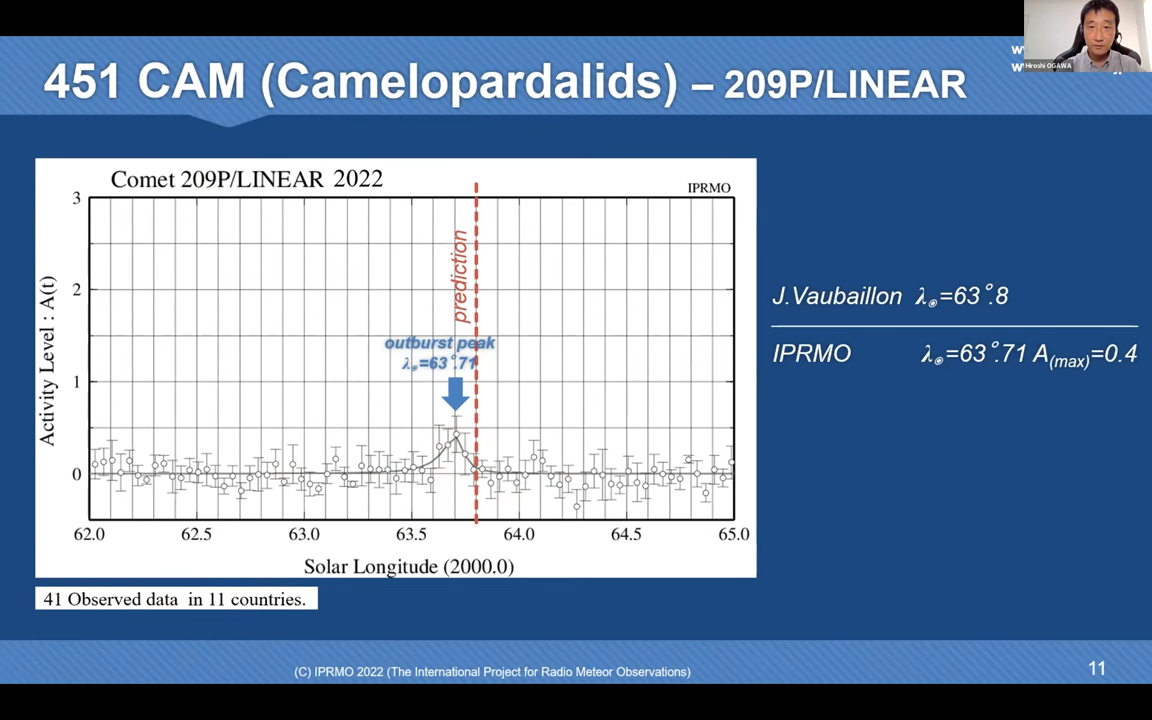 451 CAM (Camelopardalids) – 209P/LINEAR
Hiroshi OGAWA
Comet 209P/LINEAR 2022
IPRMO
3
2
1
0
Activity Level : A(t)
prediction
outburst peak
λ☉=63°.71
62.0 62.5 63.0 63.5 64.0 64.5 65.0
Solar Longitude (2000.0)
J.Vaubaillon λ☉=63°.8
IPRMO λ☉=63°.71 A(max)=0.4
41 Observed data in 11 countries.
(C) IPRMO 2022 (The International Project for Radio Meteor Observations)
11